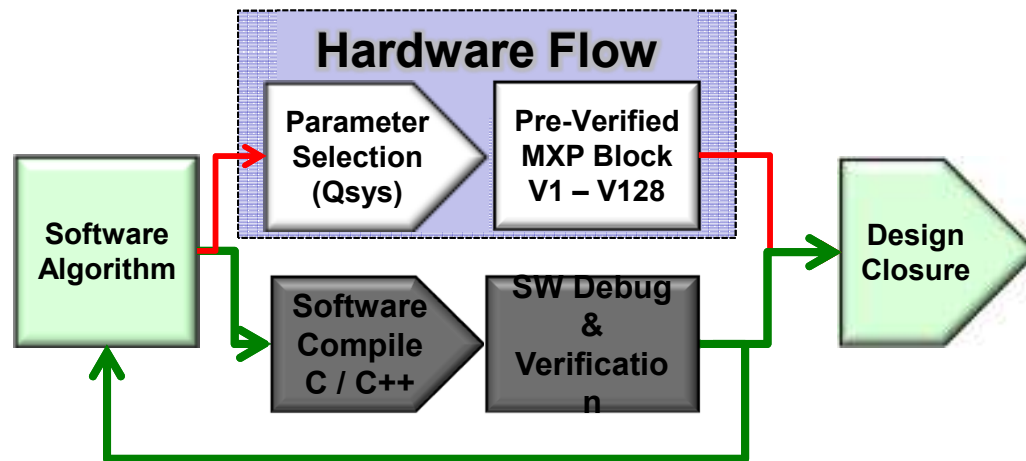 Hardware Flow
Parameter
Selection
(Qsys)
Pre-Verified
MXP Block
V1 – V128
Software
Algorithm
Software
Compile
C / C++
SW Debug
&
Verificatio
n
Design
Closure